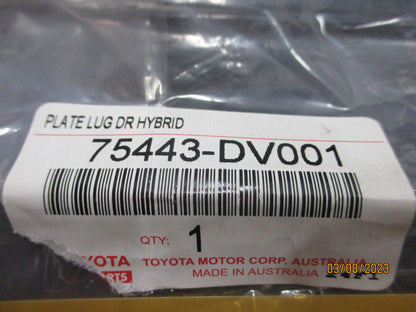 PLATE LUG DR HYBRID
75443-DV001
QTY: 1
TOYOTA MOTOR CORP. AUSTRALIA
MADE IN AUSTRALIA
03/08/2023